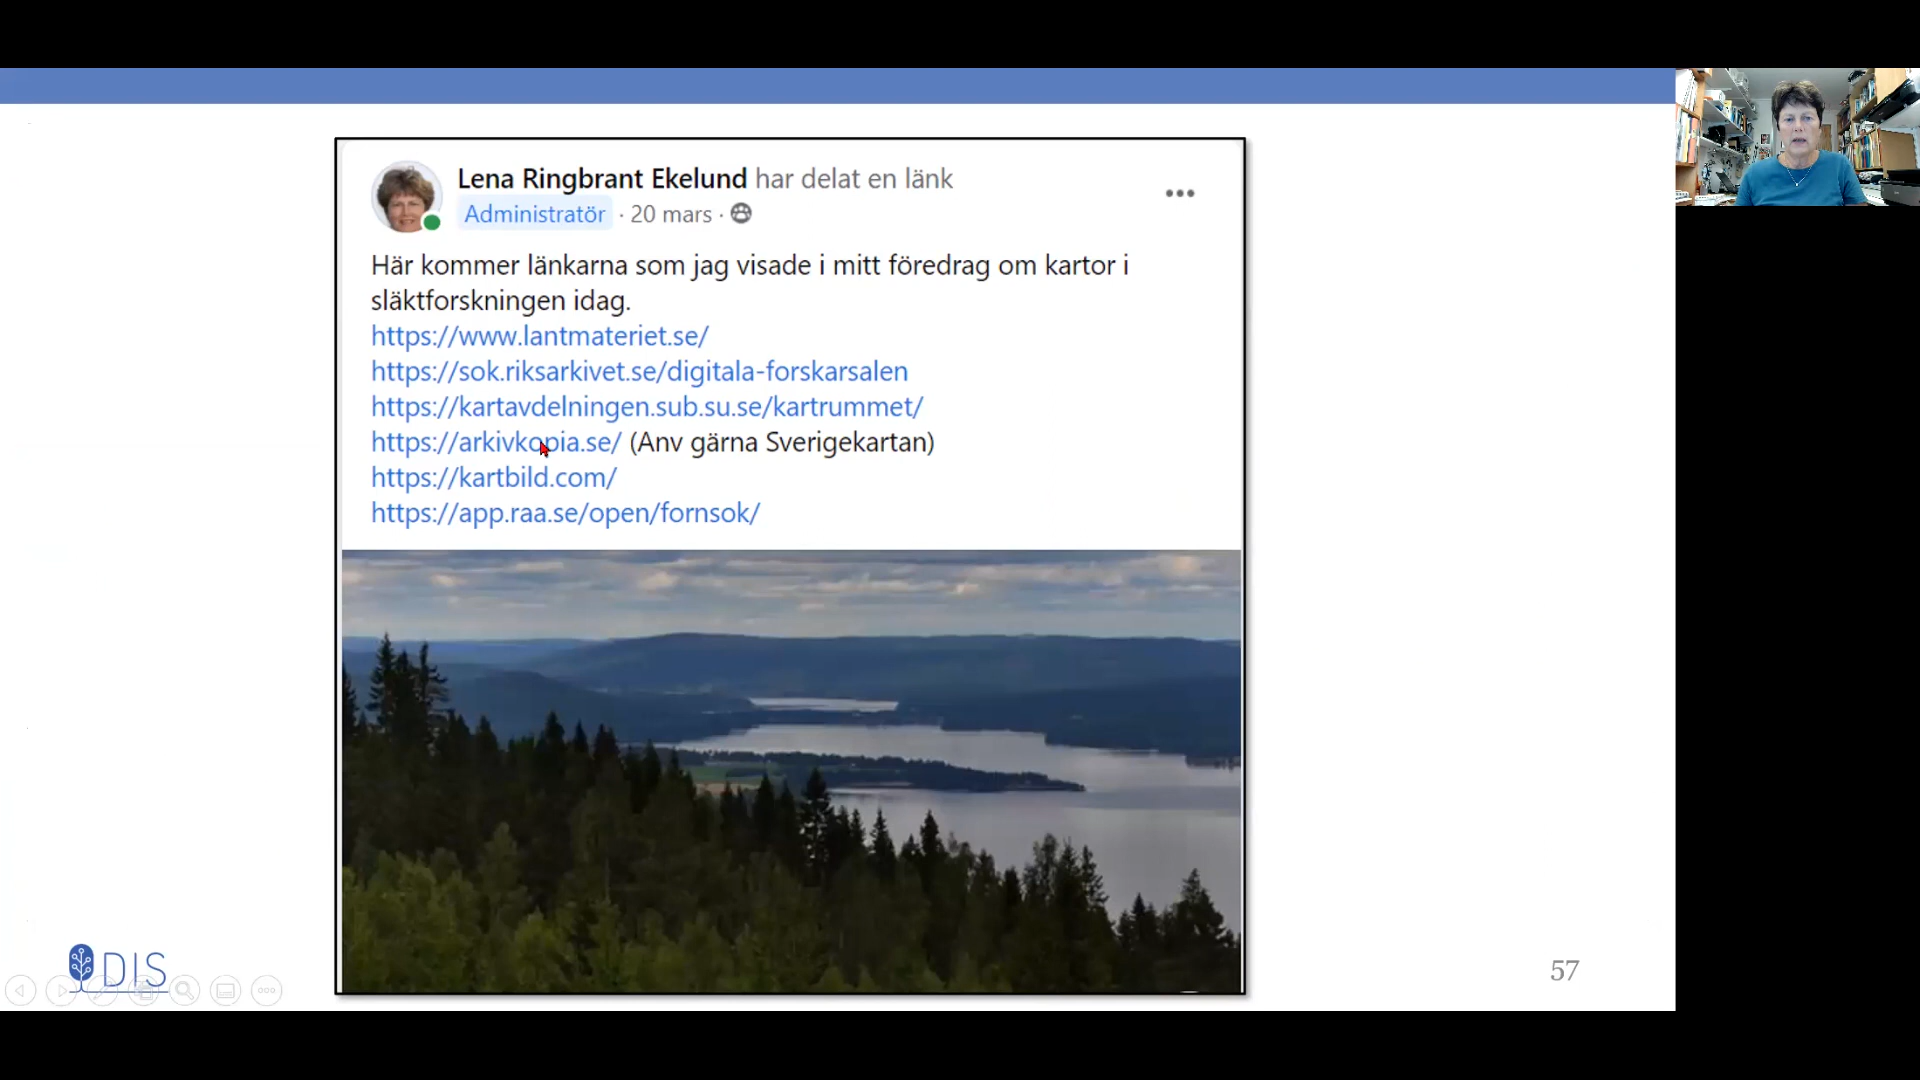 Lena Ringbrant Ekelund har delat en länk
Administratör · 20 mars ·
Här kommer länkarna som jag visade i mitt föredrag om kartor i
släktforskningen idag.
https://www.lantmateriet.se/
https://sok.riksarkivet.se/digitala-forskarsalen
https://kartavdelningen.sub.su.se/kartrummet/
https://arkivkopia.se/ (Anv gärna Sverigekartan)
https://kartbild.com/
https://app.raa.se/open/fornsok/
DIS
57